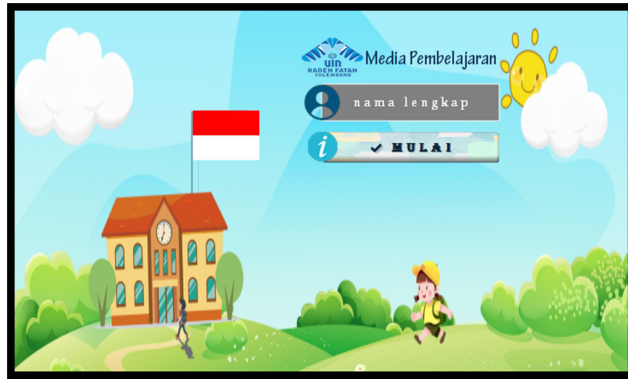 uin
RADEN FATAH
PALEMBANG
Media Pembelajaran
nama lengkap
i
✔ MULAI